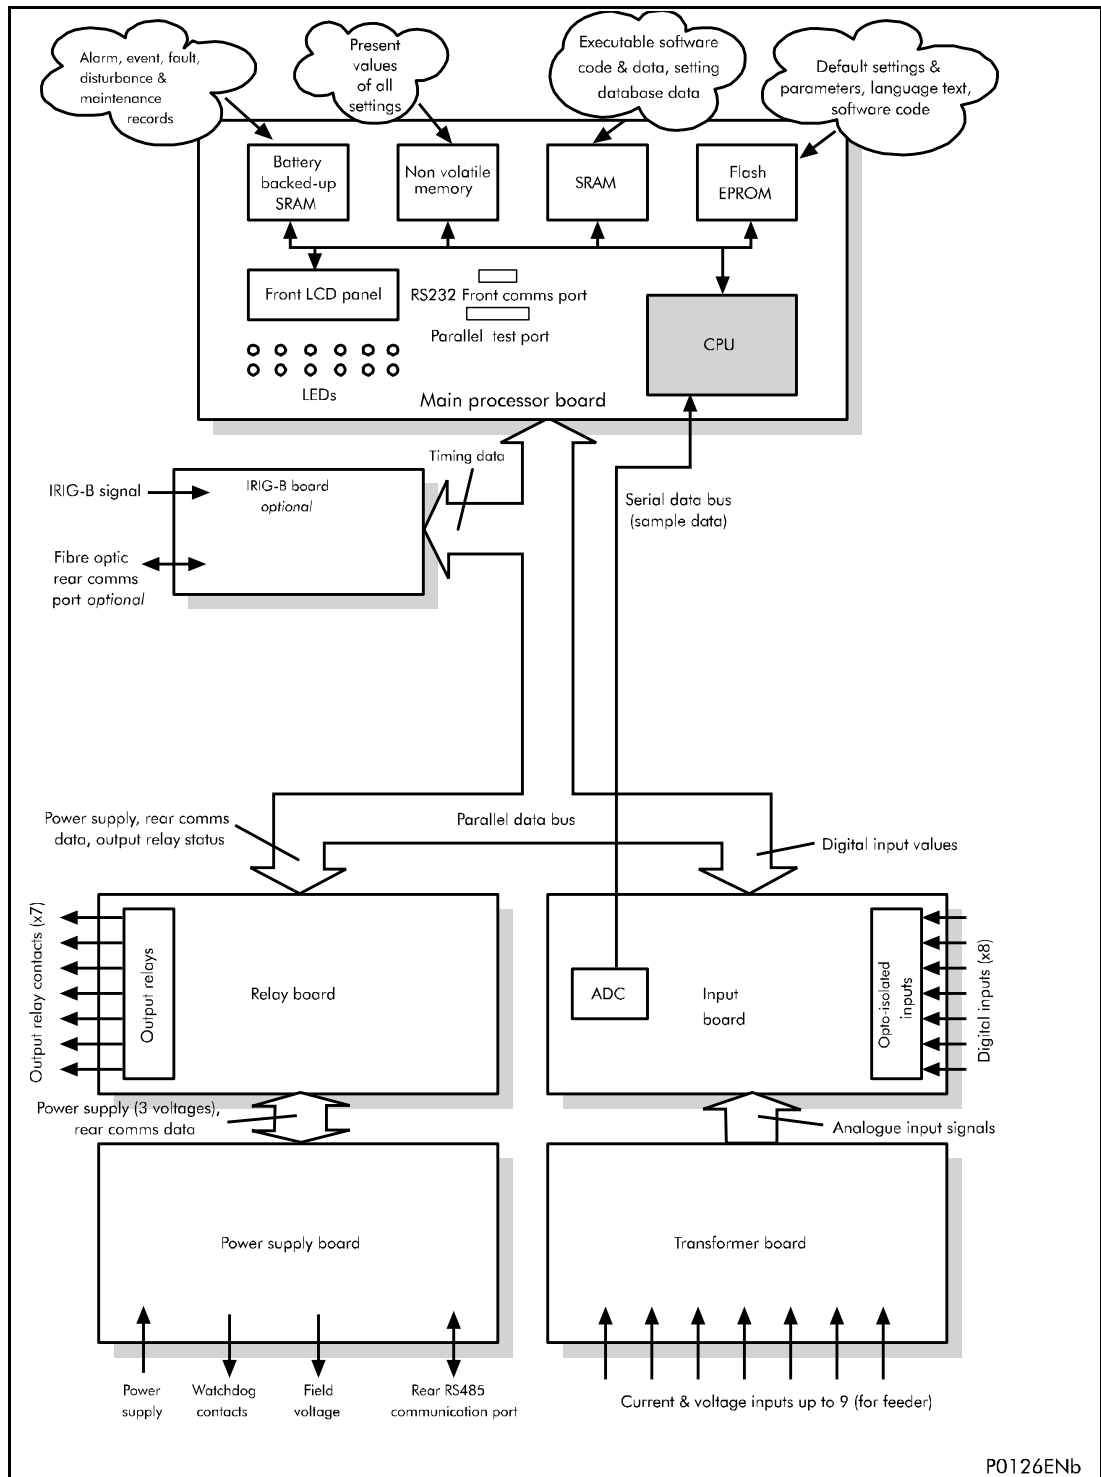 Alarm, event, fault,
disturbance &
maintenance
records
Present
values
of all
settings
Executable software
code & data, setting
database data
Default settings &
parameters, language text,
software code
Battery
backed-up
SRAM
Non volatile
memory
SRAM
Flash
EPROM
Front LCD panel
RS232 Front comms port
Parallel test port
CPU
LEDs
Main processor board
Timing data
IRIG-B signal
IRIG-B board
optional
Serial data bus
(sample data)
Fibre optic
rear comms
port optional
Power supply, rear comms
data, output relay status
Parallel data bus
Digital input values
Output relay contacts (x7)
Output relays
Relay board
ADC
Input
board
Opto-isolated
inputs
Digital inputs (x8)
Power supply (3 voltages),
rear comms data
Analogue input signals
Power supply board
Transformer board
Power
supply
Watchdog
contacts
Field
voltage
Rear RS485
communication port
Current & voltage inputs up to 9 (for feeder)
P0126ENb